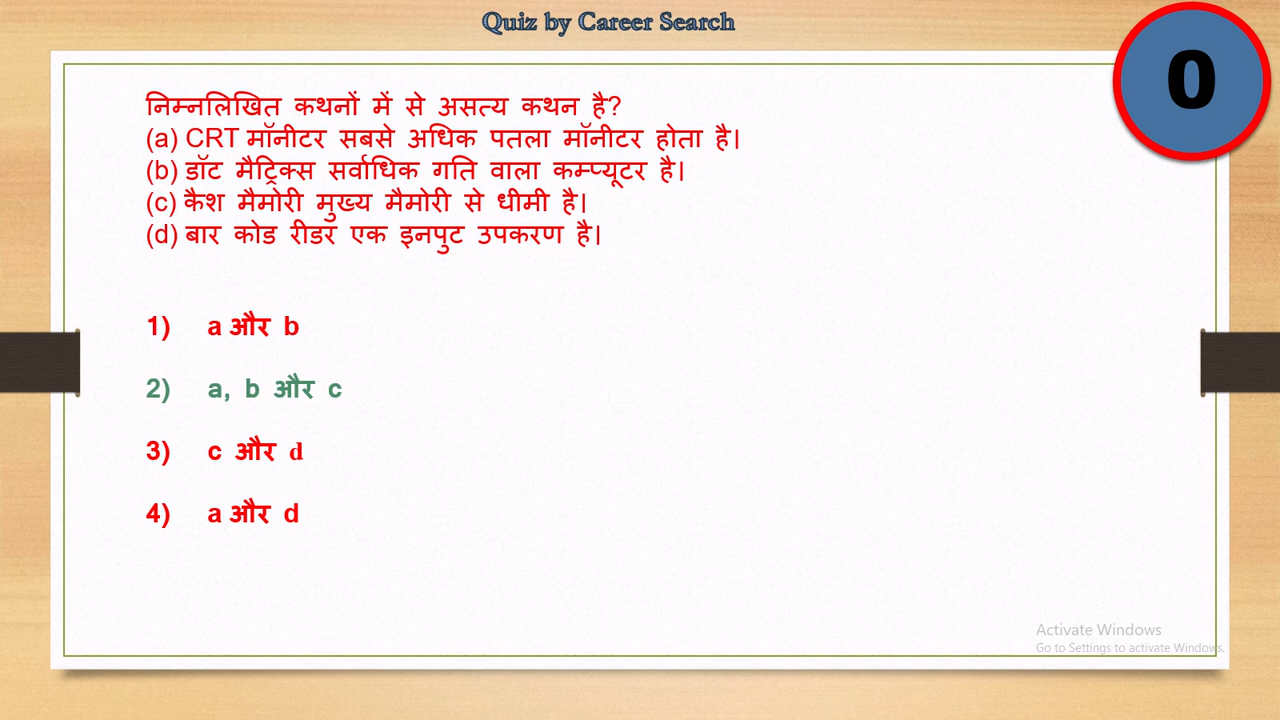 Quiz by Career Search
0
निम्नलिखित कथनों में से असत्य कथन है?
(a) CRT मॉनीटर सबसे अधिक पतला मॉनीटर होता है।
(b) डॉट मैट्रिक्स सर्वाधिक गति वाला कम्प्यूटर है।
(c) कैश मैमोरी मुख्य मैमोरी से धीमी है।
(d) बार कोड रीडर एक इनपुट उपकरण है।
1) a और b
2) a, b और c
3) c और d
4) a और d
Activate Windows
Go to Settings to activate Windows.